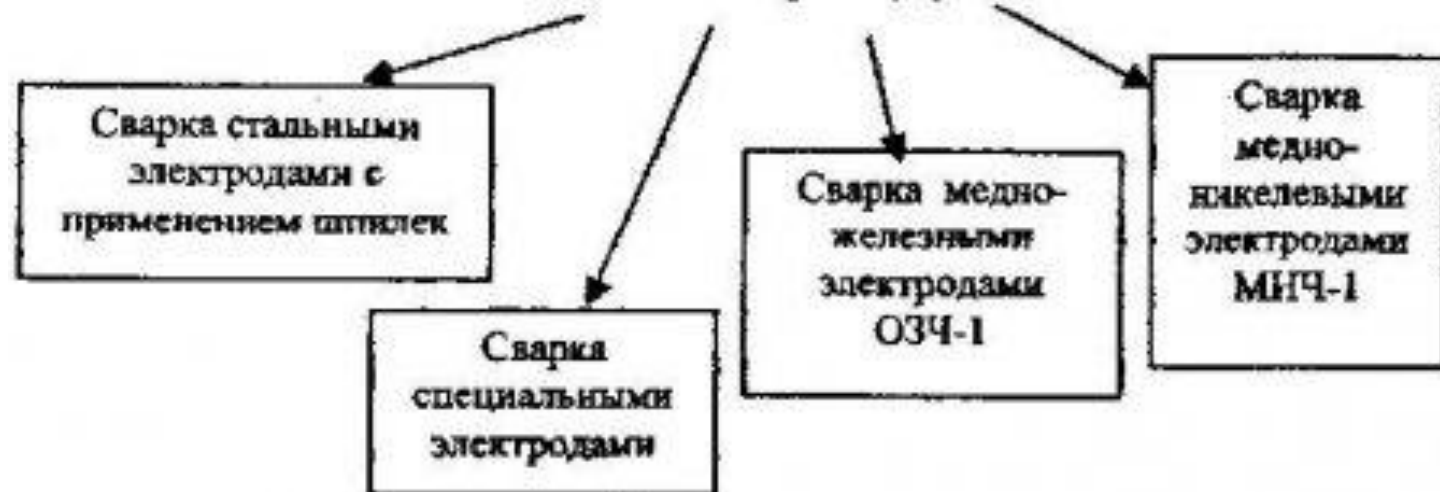 Сварка стальными
электродами с
применением шпилек
Сварка
специальными
электродами
Сварка медно-
железными
электродами
ОЗЧ-1
Сварка
медно-
никелевыми
электродами
МНЧ-1